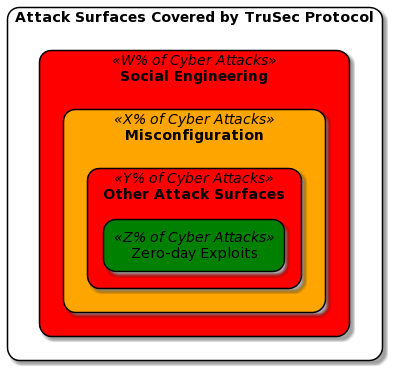 Attack Surfaces Covered by TruSec Protocol
«W% of Cyber Attacks»
Social Engineering
«X% of Cyber Attacks»
Misconfiguration
«Y% of Cyber Attacks»
Other Attack Surfaces
«Z% of Cyber Attacks»
Zero-day Exploits